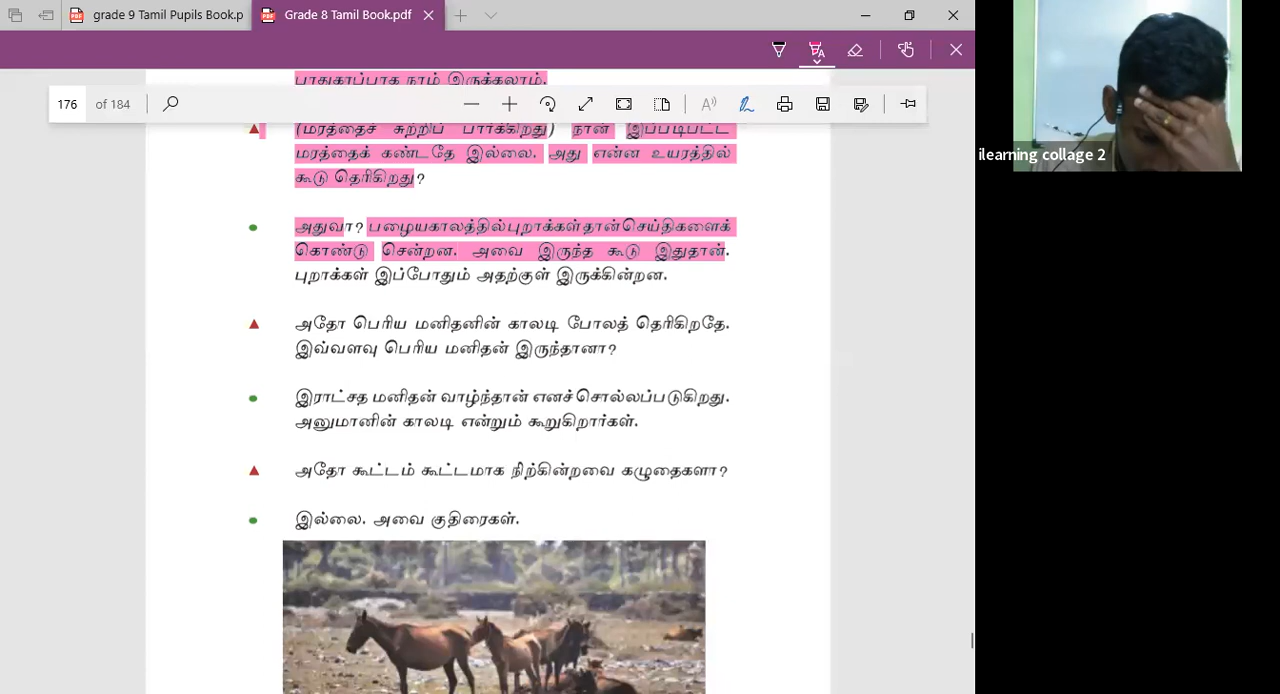 grade 9 Tamil Pupils Book.p
Grade 8 Tamil Book.pdf
176 of 184
பாதுகாப்பாக நாம் இருக்கலாம்.
(மரத்தைச் சுற்றிப் பார்க்கிறது) நான் இப்படிபட்ட
மரத்தைக் கண்டதே இல்லை. அது என்ன உயரத்தில்
கூடு தெரிகிறது?
அதுவா? பழையகாலத்தில் புறாக்கள்தான் செய்திகளைக்
கொண்டு சென்றன. அவை இருந்த கூடு இதுதான்.
புறாக்கள் இப்போதும் அதற்குள் இருக்கின்றன.
அதோ பெரிய மனிதனின் காலடி போலத் தெரிகிறதே.
இவ்வளவு பெரிய மனிதன் இருந்தானா?
இராட்சத மனிதன் வாழ்ந்தான் எனச் சொல்லப்படுகிறது.
அனுமானின் காலடி என்றும் கூறுகிறார்கள்.
அதோ கூட்டம் கூட்டமாக நிற்கின்றவை கழுதைகளா?
இல்லை. அவை குதிரைகள்.
ilearning collage 2